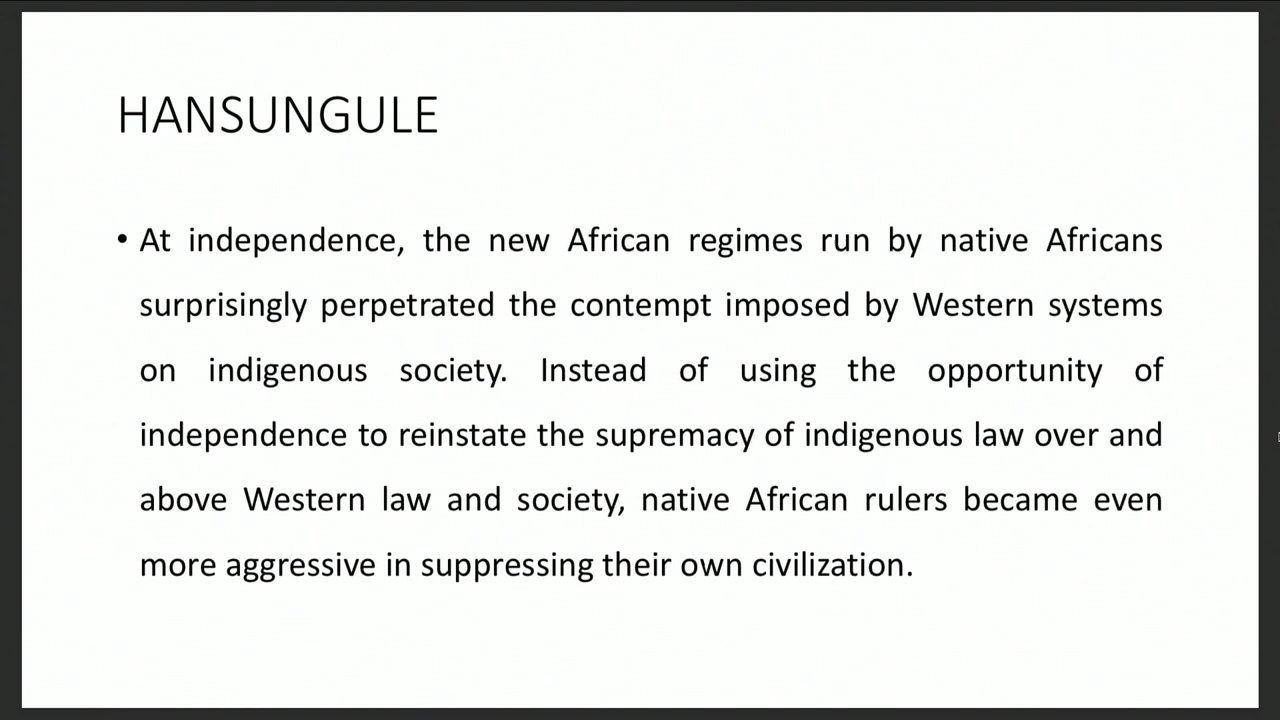 HANSUNGULE
• At independence, the new African regimes run by native Africans
surprisingly perpetrated the contempt imposed by Western systems
on indigenous society. Instead of using the opportunity of
independence to reinstate the supremacy of indigenous law over and
above Western law and society, native African rulers became even
more aggressive in suppressing their own civilization.